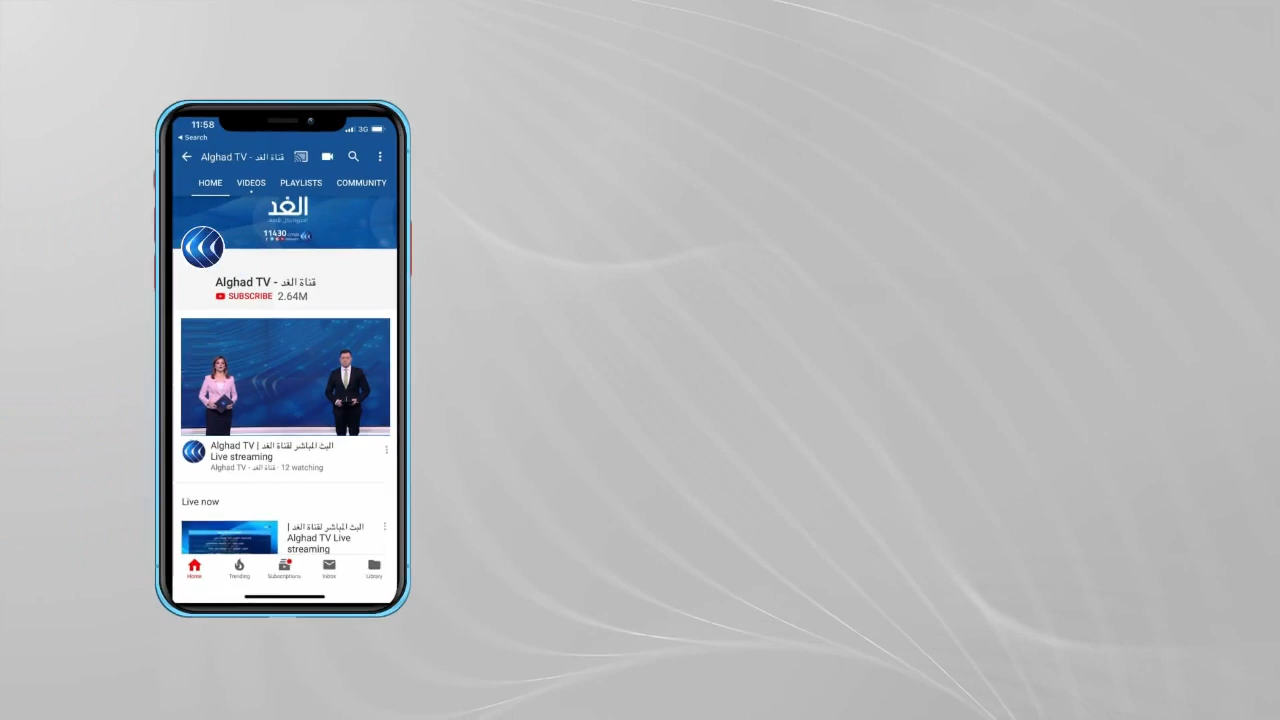 11:58
3G
Search
Alghad TV - قناة الغد
HOME VIDEOS PLAYLISTS COMMUNITY
الغد
11430
Alghad TV - قناة الغد
SUBSCRIBE 2.64M
Alghad TV | البث المباشر لقناة الغد
Live streaming
Alghad TV - قناة الغد · 12 watching
Live now
البث المباشر لقناة الغد |
Alghad TV Live
streaming
Home Trending Subscriptions Inbox Library